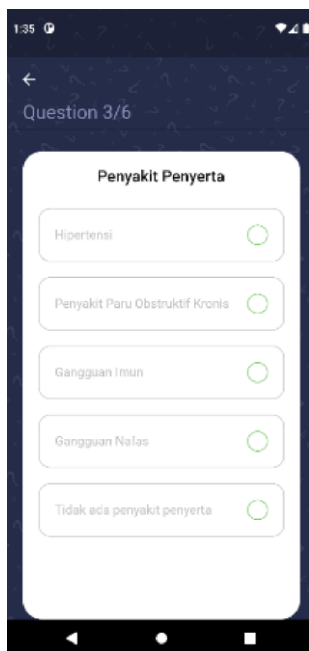 1:35
Question 3/6
Penyakit Penyerta
Hipertensi
Penyakit Paru Obstruktif Kronis
Gangguan Imun
Gangguan Nafas
Tidak ada penyakit penyerta